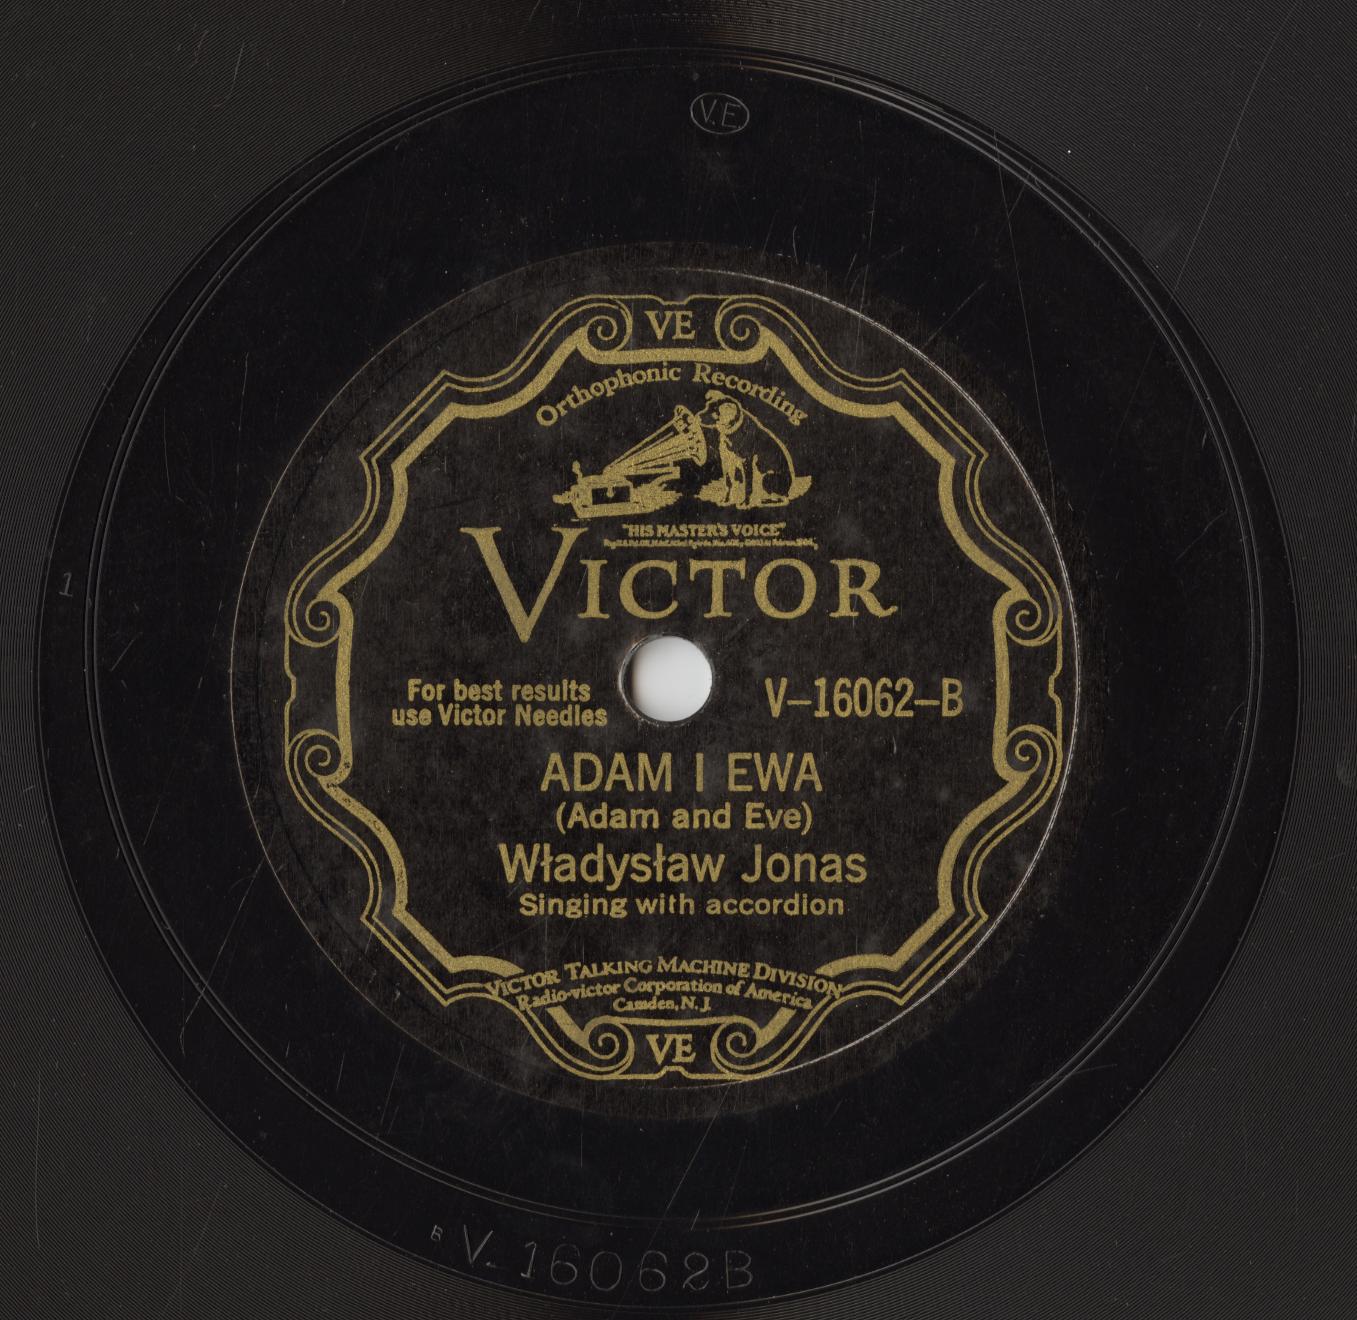 V.E.
VE
Orthophonic Recording
"HIS MASTER'S VOICE"
VICTOR
For best results
use Victor Needles
V–16062–B
ADAM I EWA
(Adam and Eve)
Władysław Jonas
Singing with accordion
VICTOR TALKING MACHINE DIVISION
Radio-Victor Corporation of America
Camden, N. J.
VE
1
B V. 16062B